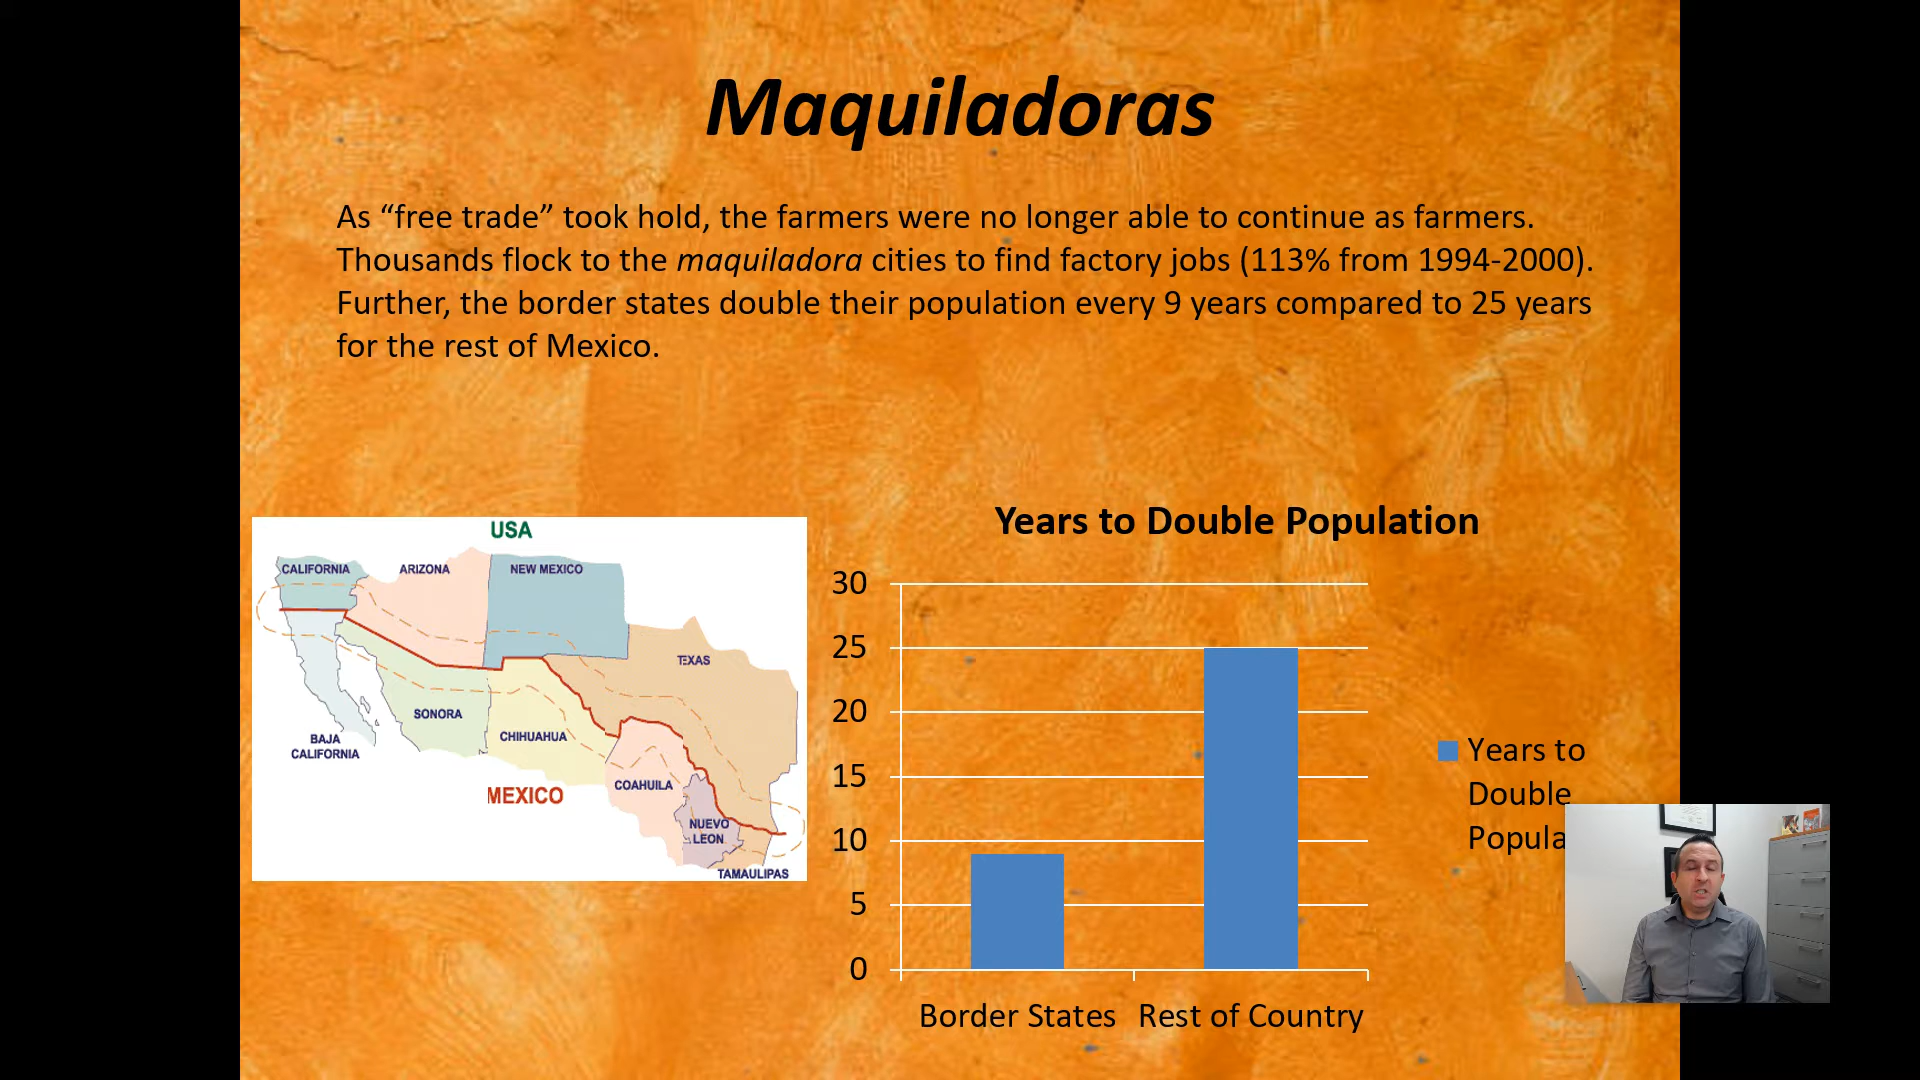 Maquiladoras
As “free trade” took hold, the farmers were no longer able to continue as farmers.
Thousands flock to the maquiladora cities to find factory jobs (113% from 1994-2000).
Further, the border states double their population every 9 years compared to 25 years
for the rest of Mexico.
USA
CALIFORNIA
ARIZONA
NEW MEXICO
TEXAS
SONORA
CHIHUAHUA
BAJA
CALIFORNIA
COAHUILA
MEXICO
NUEVO
LEON
TAMAULIPAS
Years to Double Population
30
25
20
15
10
5
0
Border States
Rest of Country
Years to
Double
Popula